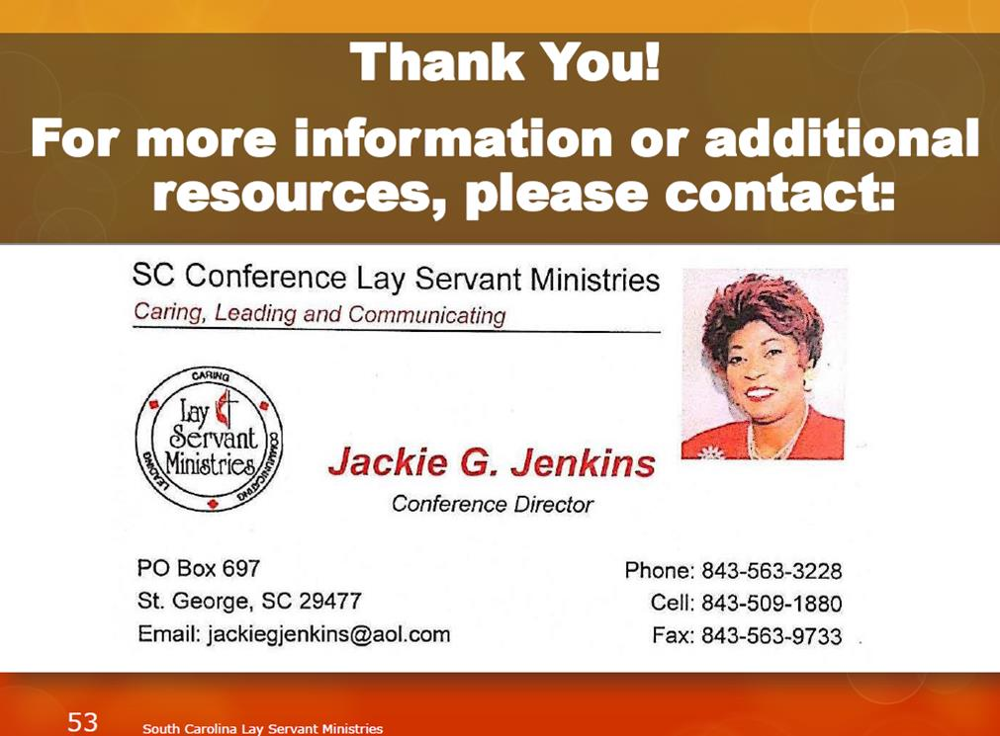 Thank You!
For more information or additional
resources, please contact:
SC Conference Lay Servant Ministries
Caring, Leading and Communicating
CARING
Lay
Servant
Ministries
LEADING
COMMUNICATING
Jackie G. Jenkins
Conference Director
PO Box 697
St. George, SC 29477
Email: jackiegjenkins@aol.com
Phone: 843-563-3228
Cell: 843-509-1880
Fax: 843-563-9733
53
South Carolina Lay Servant Ministries